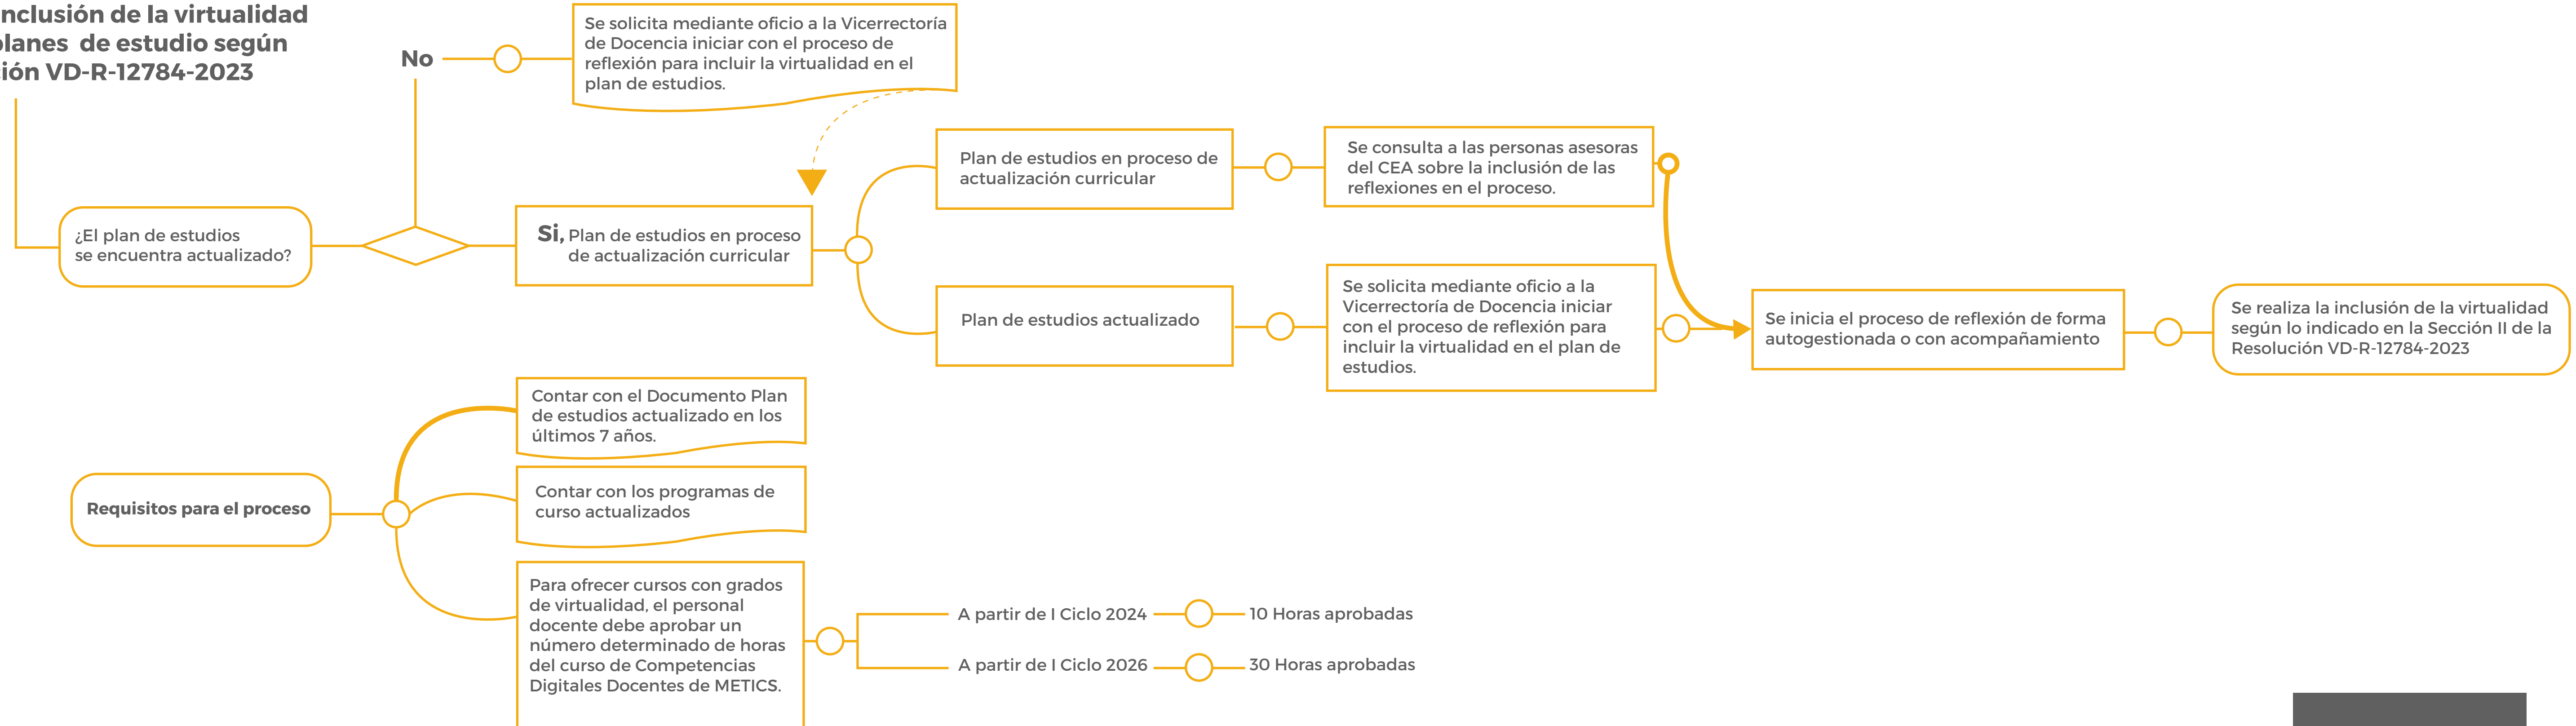 nclusión de la virtualidad
planes de estudio según
ción VD-R-12784-2023
No
Se solicita mediante oficio a la Vicerrectoría
de Docencia iniciar con el proceso de
reflexión para incluir la virtualidad en el
plan de estudios.
¿El plan de estudios
se encuentra actualizado?
Si, Plan de estudios en proceso
de actualización curricular
Plan de estudios en proceso de
actualización curricular
Se consulta a las personas asesoras
del CEA sobre la inclusión de las
reflexiones en el proceso.
Plan de estudios actualizado
Se solicita mediante oficio a la
Vicerrectoría de Docencia iniciar
con el proceso de reflexión para
incluir la virtualidad en el plan de
estudios.
Se inicia el proceso de reflexión de forma
autogestionada o con acompañamiento
Se realiza la inclusión de la virtualidad
según lo indicado en la Sección II de la
Resolución VD-R-12784-2023
Requisitos para el proceso
Contar con el Documento Plan
de estudios actualizado en los
últimos 7 años.
Contar con los programas de
curso actualizados
Para ofrecer cursos con grados
de virtualidad, el personal
docente debe aprobar un
número determinado de horas
del curso de Competencias
Digitales Docentes de METICS.
A partir de I Ciclo 2024
10 Horas aprobadas
A partir de I Ciclo 2026
30 Horas aprobadas